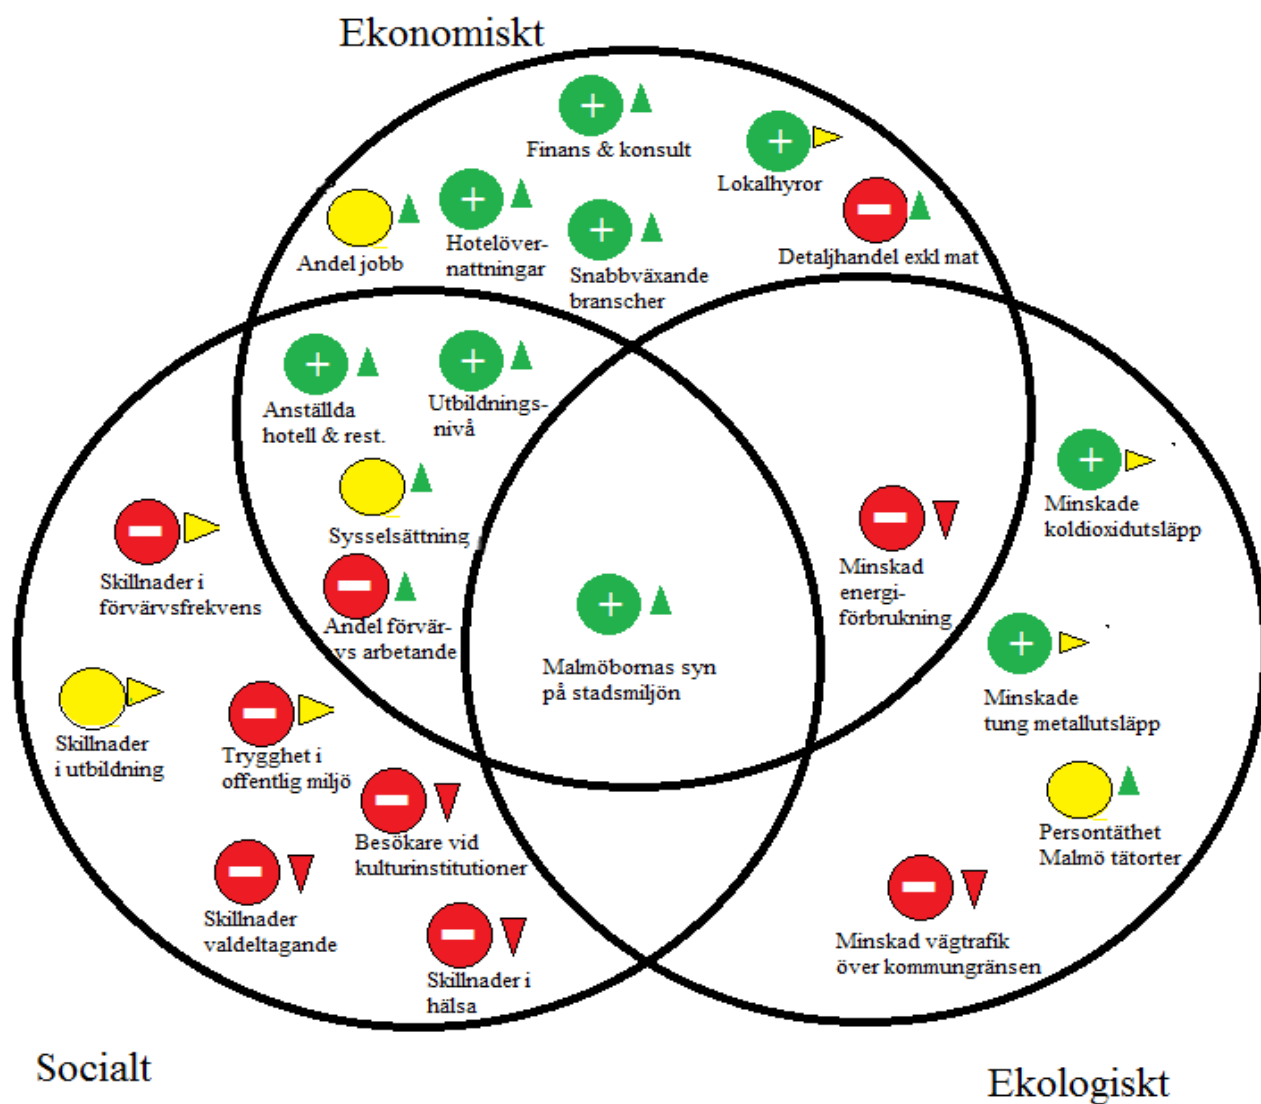 Ekonomiskt
Finans & konsult
Lokalhyror
Detaljhandel exkl mat
Andel jobb
Hotelöver-
nattningar
Snabbväxande
branscher
Anställda
hotell & rest.
Utbildnings-
nivå
Sysselsättning
Andel förvär-
vs arbetande
Skillnader i
förvärvsfrekvens
Skillnader
i utbildning
Trygghet i
offentlig miljö
Besökare vid
kulturinstitutioner
Skillnader
valdeltagande
Skillnader i
hälsa
Malmöbornas syn
på stadsmiljön
Minskad
energi-
förbrukning
Minskade
koldioxidutsläpp
Minskade
tung metallutsläpp
Persontäthet
Malmö tätorter
Minskad vägtrafik
över kommungränsen
Socialt
Ekologiskt